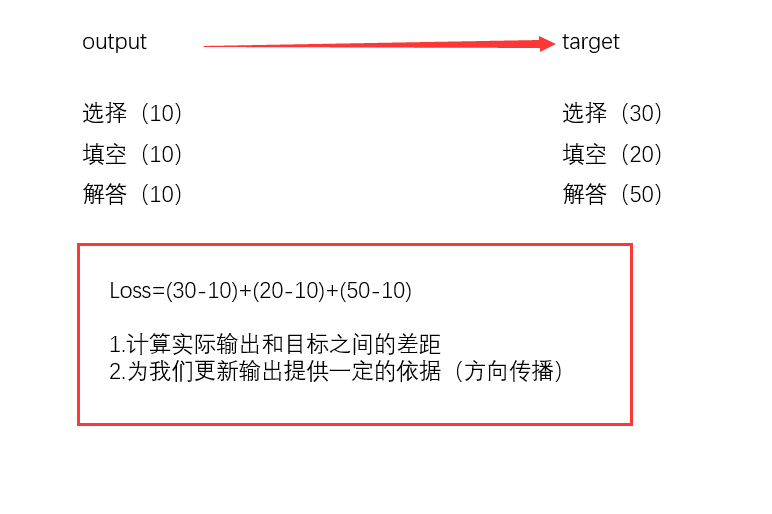 output target
选择（10） 选择（30）
填空（10） 填空（20）
解答（10） 解答（50）
Loss=(30-10)+(20-10)+(50-10)
1.计算实际输出和目标之间的差距
2.为我们更新输出提供一定的依据（方向传播）